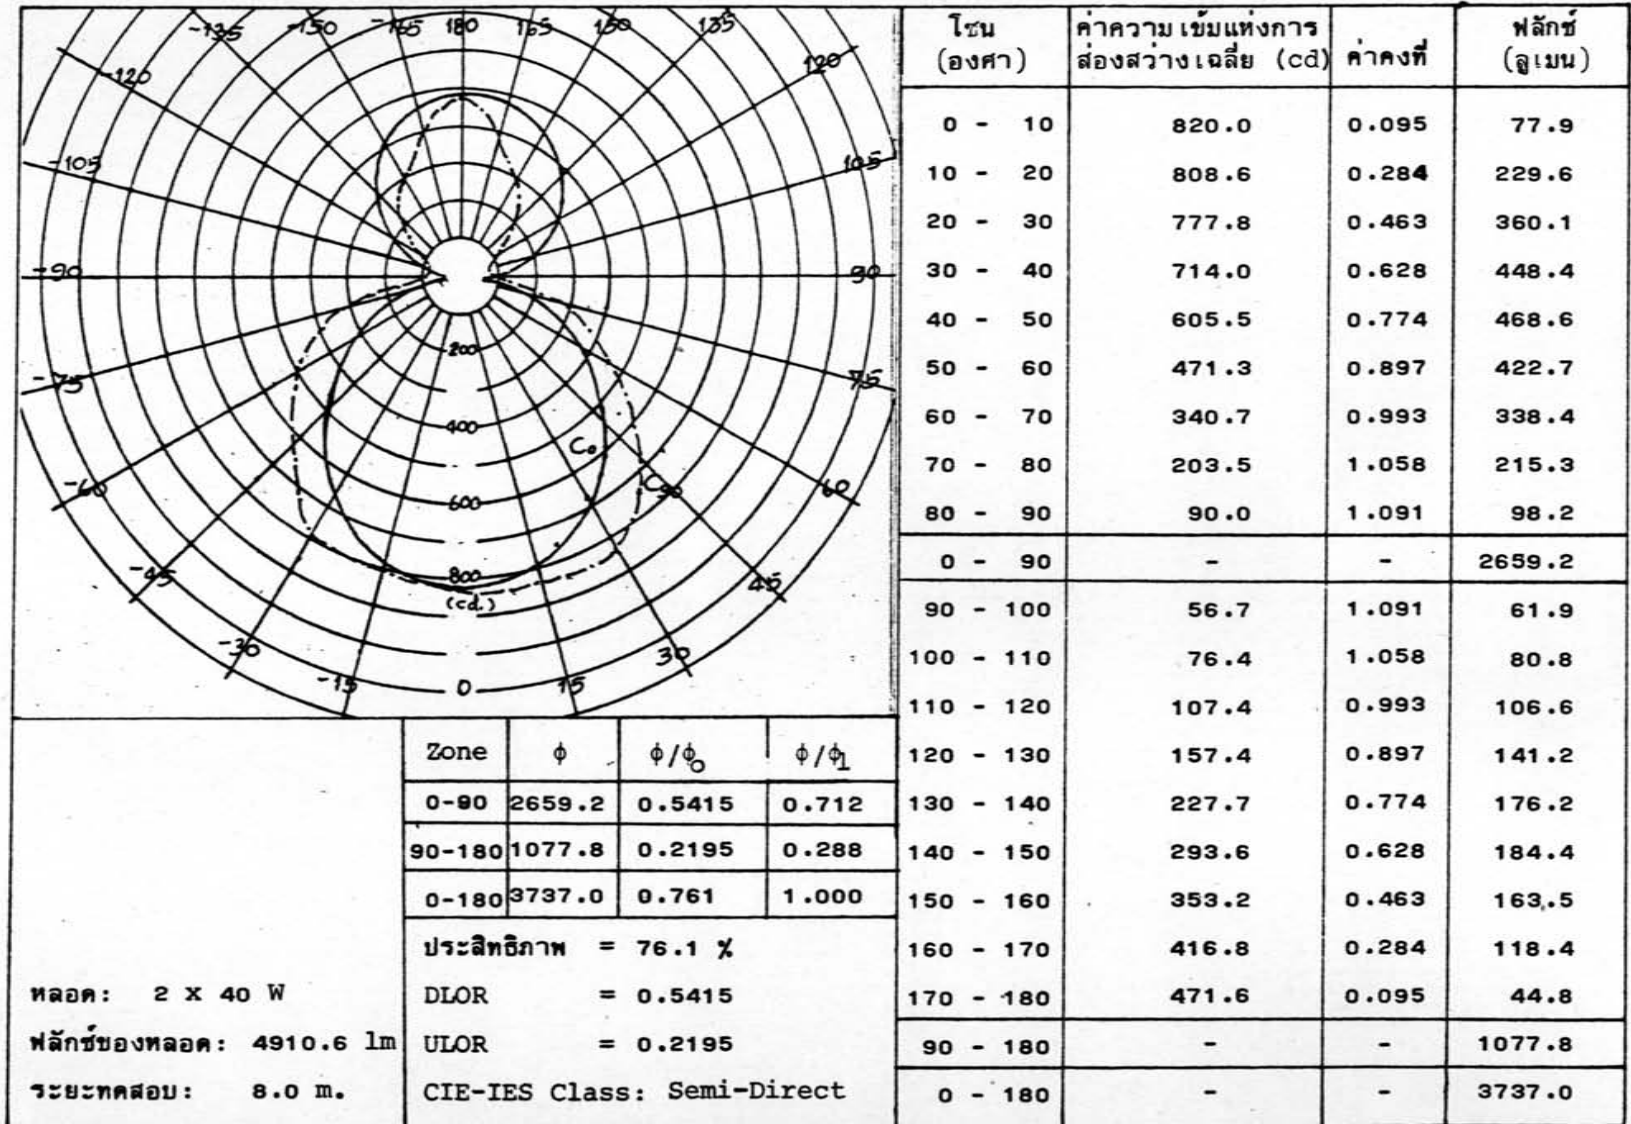 -135 -150 -165 180 165 150 135
-120 120
-105 105
-90 90
-200
-75 75
400
C₀
C90
-60 600 60
-45 800 45
(cd.)
-30 30
-15 0 15
Zone ϕ ϕ/ϕ₀ ϕ/ϕ₁
0-90 2659.2 0.5415 0.712
90-180 1077.8 0.2195 0.288
0-180 3737.0 0.761 1.000
ประสิทธิภาพ = 76.1 %
หลอด: 2 X 40 W DLOR = 0.5415
ฟลักซ์ของหลอด: 4910.6 lm ULOR = 0.2195
ระยะทดสอบ: 8.0 m. CIE-IES Class: Semi-Direct
โซน ค่าความเข้มแห่งการ ค่าคงที่ ฟลักซ์
(องศา) ส่องสว่างเฉลี่ย (cd) (ลูเมน)
0 - 10 820.0 0.095 77.9
10 - 20 808.6 0.284 229.6
20 - 30 777.8 0.463 360.1
30 - 40 714.0 0.628 448.4
40 - 50 605.5 0.774 468.6
50 - 60 471.3 0.897 422.7
60 - 70 340.7 0.993 338.4
70 - 80 203.5 1.058 215.3
80 - 90 90.0 1.091 98.2
0 - 90 - - 2659.2
90 - 100 56.7 1.091 61.9
100 - 110 76.4 1.058 80.8
110 - 120 107.4 0.993 106.6
120 - 130 157.4 0.897 141.2
130 - 140 227.7 0.774 176.2
140 - 150 293.6 0.628 184.4
150 - 160 353.2 0.463 163.5
160 - 170 416.8 0.284 118.4
170 - 180 471.6 0.095 44.8
90 - 180 - - 1077.8
0 - 180 - - 3737.0